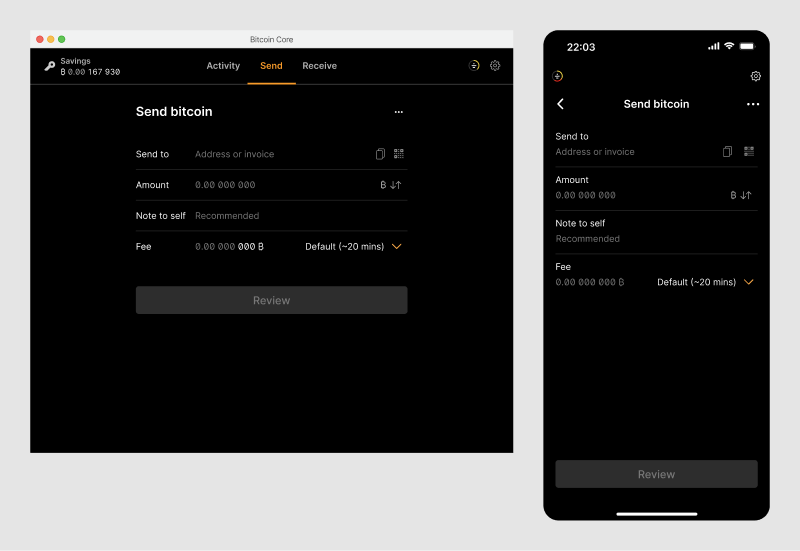 Bitcoin Core
Savings
₿ 0.00 167 930
Activity Send Receive
Send bitcoin
Send to Address or invoice
Amount 0.00 000 000 ₿
Note to self Recommended
Fee 0.00 000 000 ₿ Default (~20 mins)
Review
22:03
Send bitcoin
Send to
Address or invoice
Amount
0.00 000 000 ₿
Note to self
Recommended
Fee
0.00 000 000 ₿ Default (~20 mins)
Review